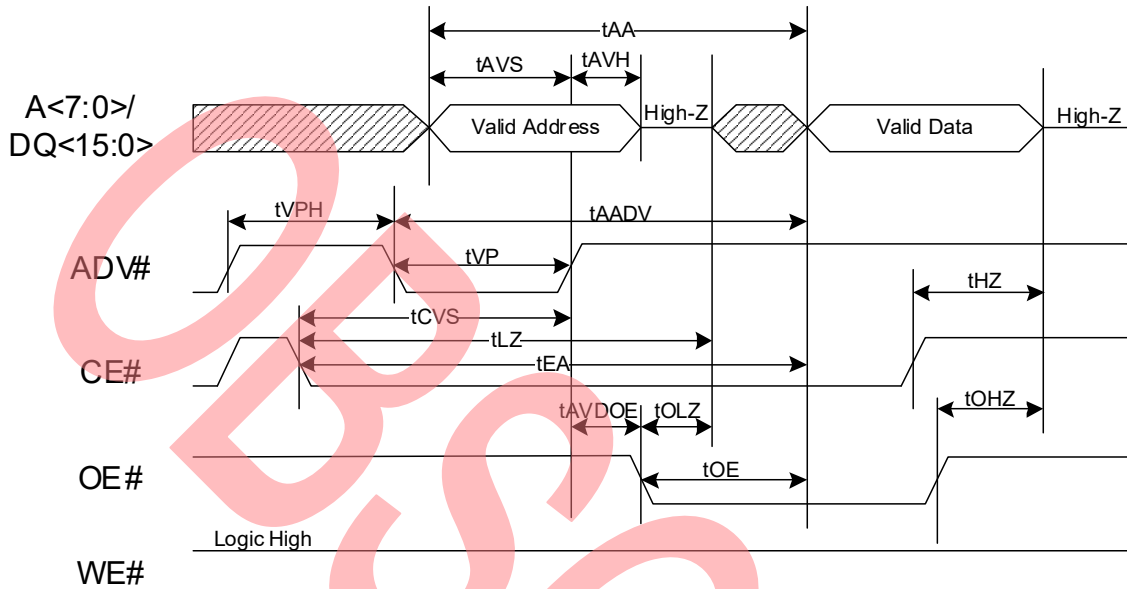 tAA
tAVS
tAVH
A<7:0>/
DQ<15:0>
Valid Address
High-Z
Valid Data
High-Z
tVPH
tAADV
ADV#
tVP
tHZ
tCVS
tLZ
CE#
tEA
tAVDOE
tOLZ
tOHZ
OE#
tOE
Logic High
WE#
OBSO